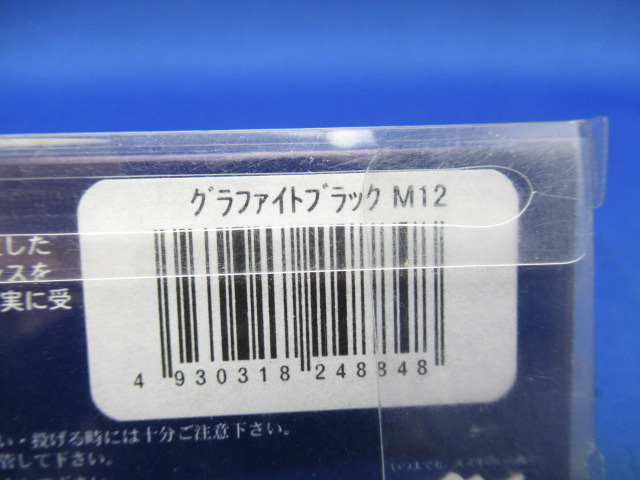 グラファイトブラック M12
した
スを
実に受
4 930318 248848
い・投げる時には十分ご注意下さい。
管して下さい。